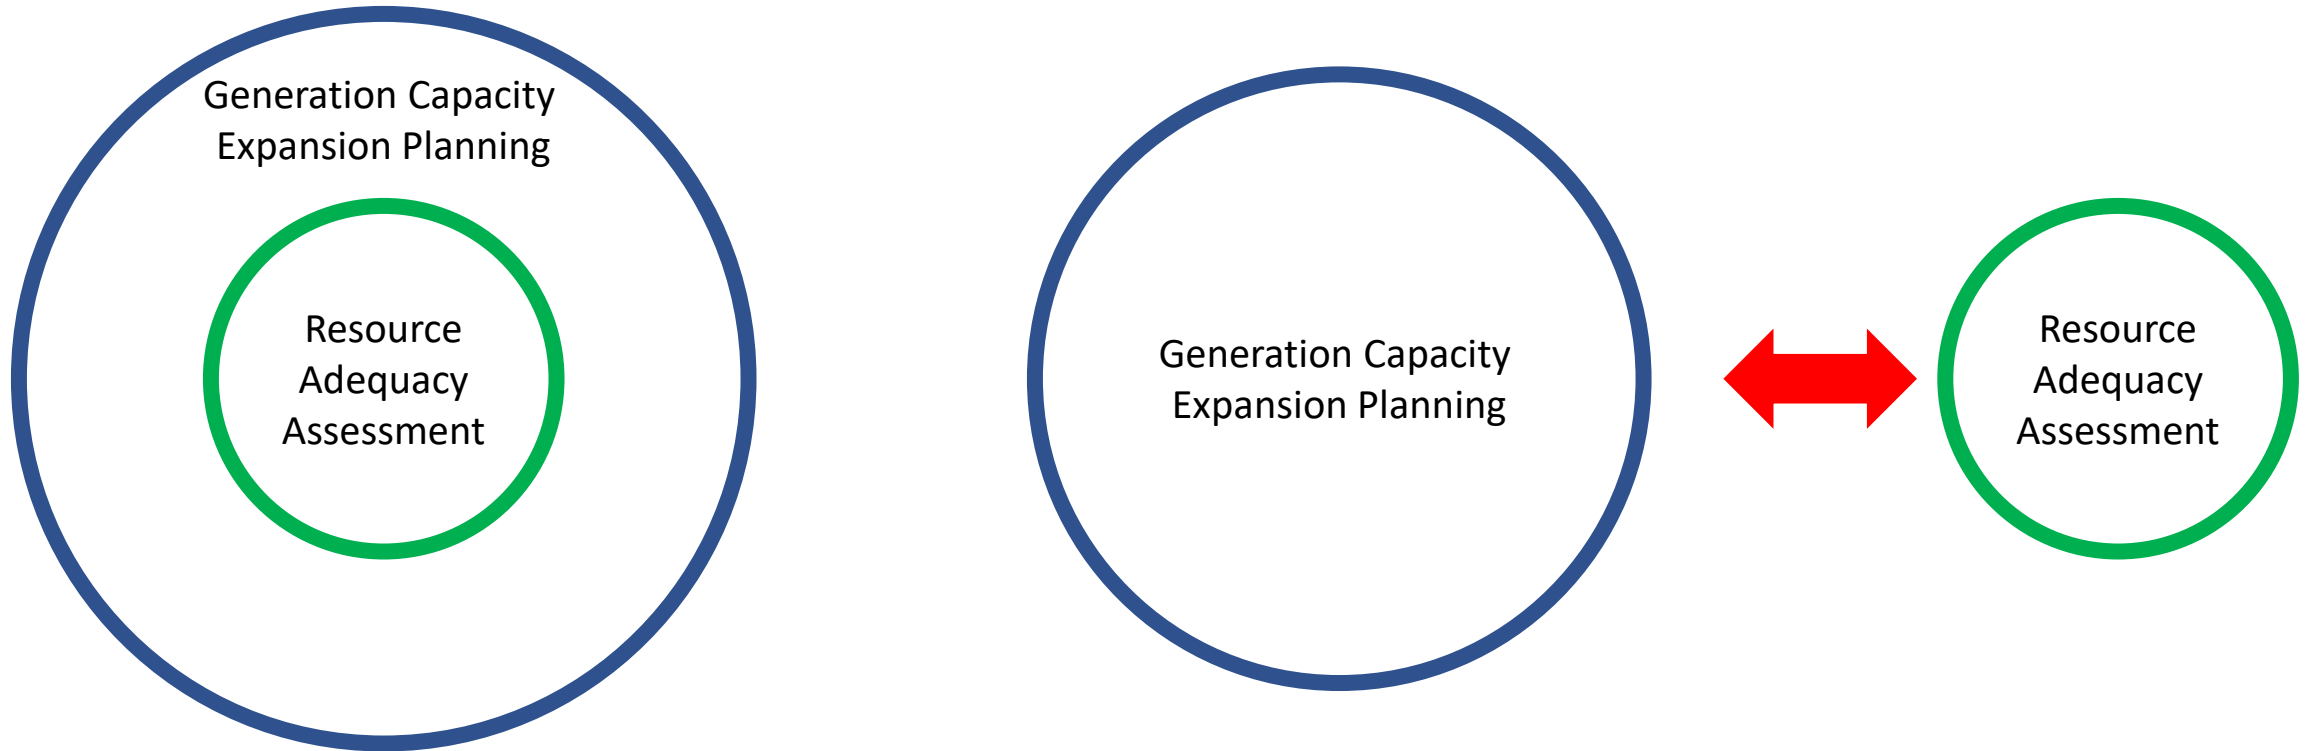 Generation Capacity
Expansion Planning
Resource
Adequacy
Assessment
Generation Capacity
Expansion Planning
Resource
Adequacy
Assessment